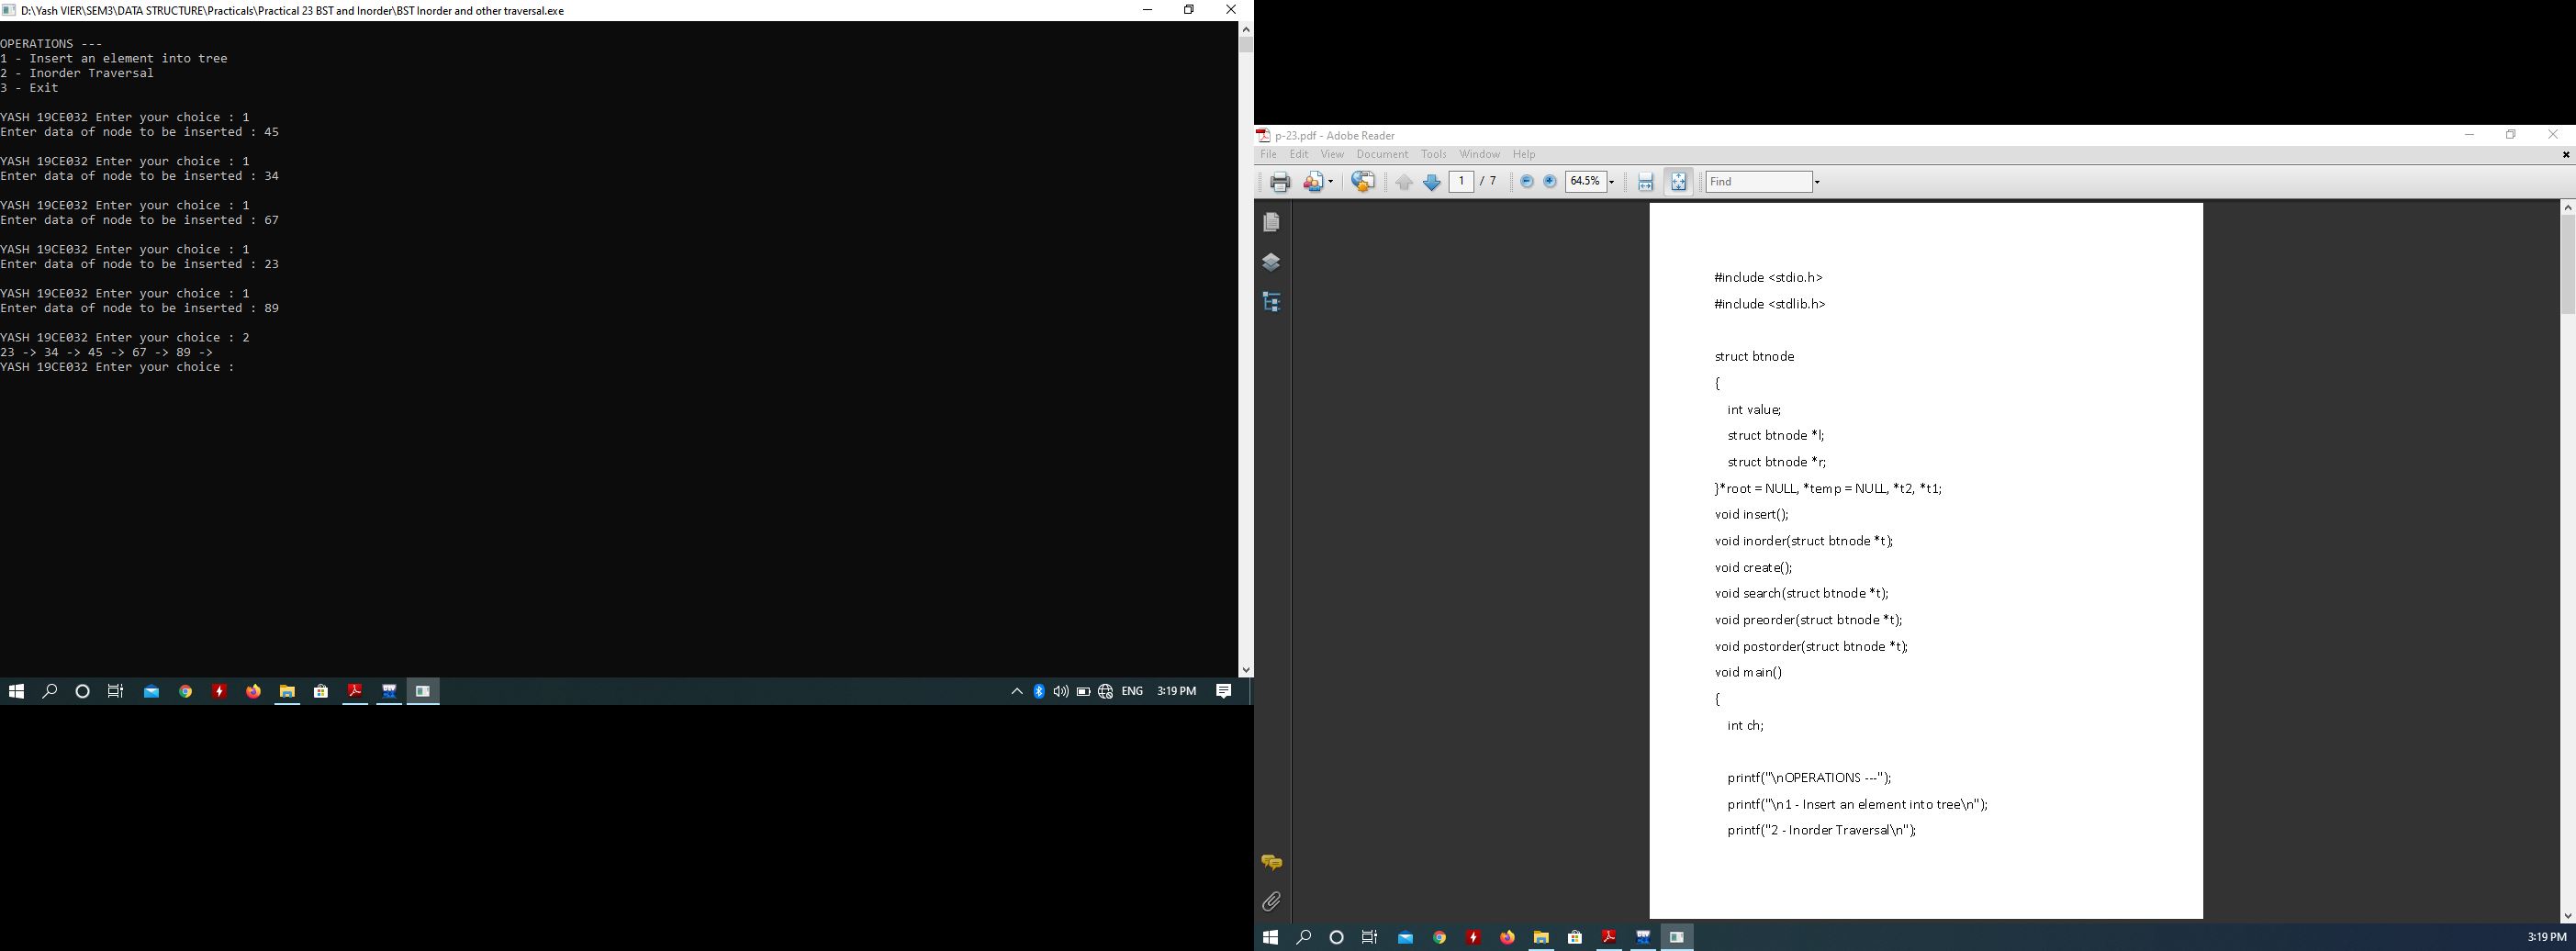 D:\Yash VIER\SEM3\DATA STRUCTURE\Practicals\Practical 23 BST and Inorder\BST Inorder and other traversal.exe
OPERATIONS ---
1 - Insert an element into tree
2 - Inorder Traversal
3 - Exit
YASH 19CE032 Enter your choice : 1
Enter data of node to be inserted : 45
YASH 19CE032 Enter your choice : 1
Enter data of node to be inserted : 34
YASH 19CE032 Enter your choice : 1
Enter data of node to be inserted : 67
YASH 19CE032 Enter your choice : 1
Enter data of node to be inserted : 23
YASH 19CE032 Enter your choice : 1
Enter data of node to be inserted : 89
YASH 19CE032 Enter your choice : 2
23 -> 34 -> 45 -> 67 -> 89 ->
YASH 19CE032 Enter your choice :
ENG 3:19 PM
p-23.pdf - Adobe Reader
File Edit View Document Tools Window Help
1 / 7 64.5% Find
#include <stdio.h>
#include <stdlib.h>
struct btnode
{
int value;
struct btnode *l;
struct btnode *r;
}*root = NULL, *temp = NULL, *t2, *t1;
void insert();
void inorder(struct btnode *t);
void create();
void search(struct btnode *t);
void preorder(struct btnode *t);
void postorder(struct btnode *t);
void main()
{
int ch;
printf("\nOPERATIONS ---");
printf("\n1 - Insert an element into tree\n");
printf("2 - Inorder Traversal\n");
3:19 PM